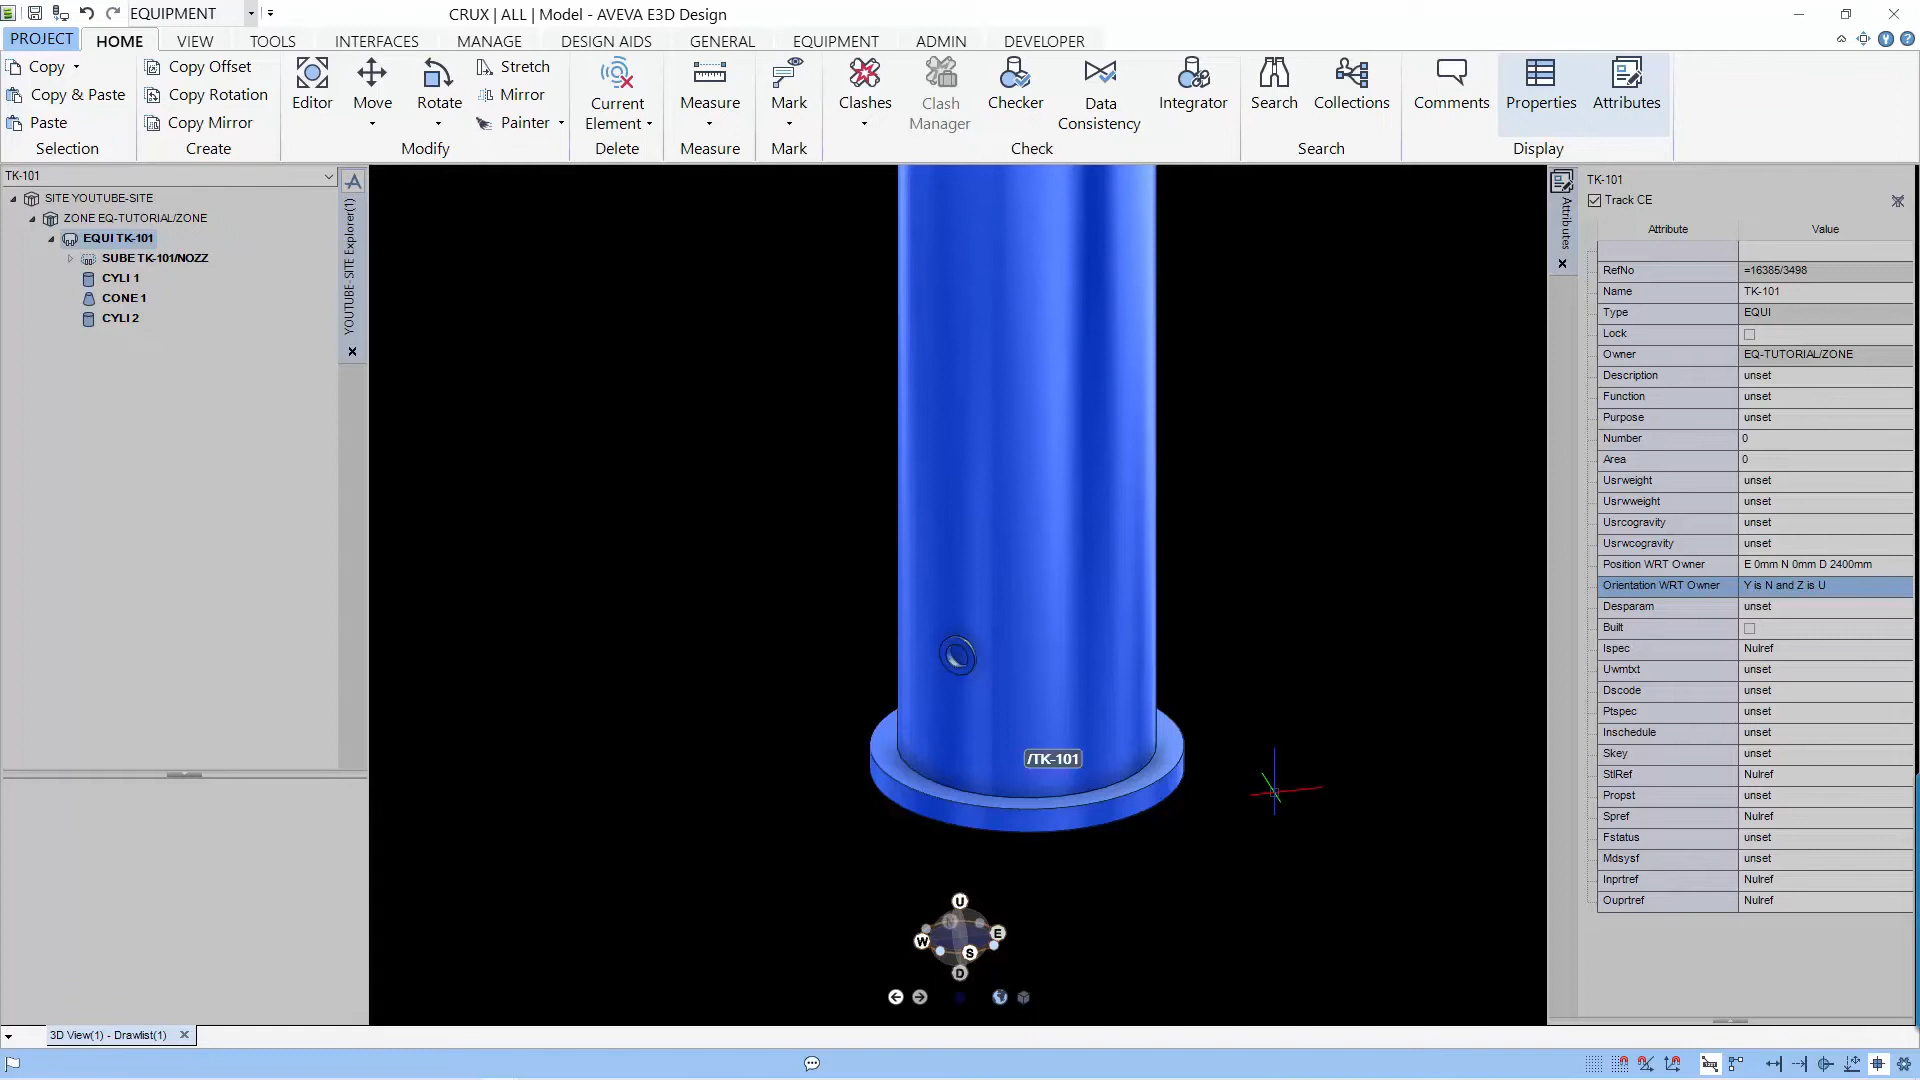 EQUIPMENT
CRUX | ALL | Model - AVEVA E3D Design
PROJECT
HOME
VIEW
TOOLS
INTERFACES
MANAGE
DESIGN AIDS
GENERAL
EQUIPMENT
ADMIN
DEVELOPER
Copy
Copy & Paste
Paste
Selection
Copy Offset
Copy Rotation
Copy Mirror
Create
Editor
Move
Rotate
Stretch
Mirror
Painter
Modify
Current
Element
Delete
Measure
Measure
Mark
Mark
Clashes
Clash
Manager
Checker
Data
Consistency
Integrator
Check
Search
Collections
Search
Comments
Properties
Attributes
Display
TK-101
SITE YOUTUBE-SITE
ZONE EQ-TUTORIAL/ZONE
EQUI TK-101
SUBE TK-101/NOZZ
CYLI 1
CONE 1
CYLI 2
YOUTUBE-SITE Explorer(1)
/TK-101
U
E
W
S
D
Attributes
TK-101
Track CE
Attribute Value
RefNo =16385/3498
Name TK-101
Type EQUI
Lock
Owner EQ-TUTORIAL/ZONE
Description unset
Function unset
Purpose unset
Number 0
Area 0
Usrweight unset
Usrwweight unset
Usrcogravity unset
Usrwcogravity unset
Position WRT Owner E 0mm N 0mm D 2400mm
Orientation WRT Owner Y is N and Z is U
Desparam unset
Built
Ispec Nulref
Uwmtxt unset
Dscode unset
Ptspec unset
Inschedule unset
Skey unset
StlRef Nulref
Propst unset
Spref Nulref
Fstatus unset
Mdsysf unset
Inprtref Nulref
Ouprtref Nulref
3D View(1) - Drawlist(1)